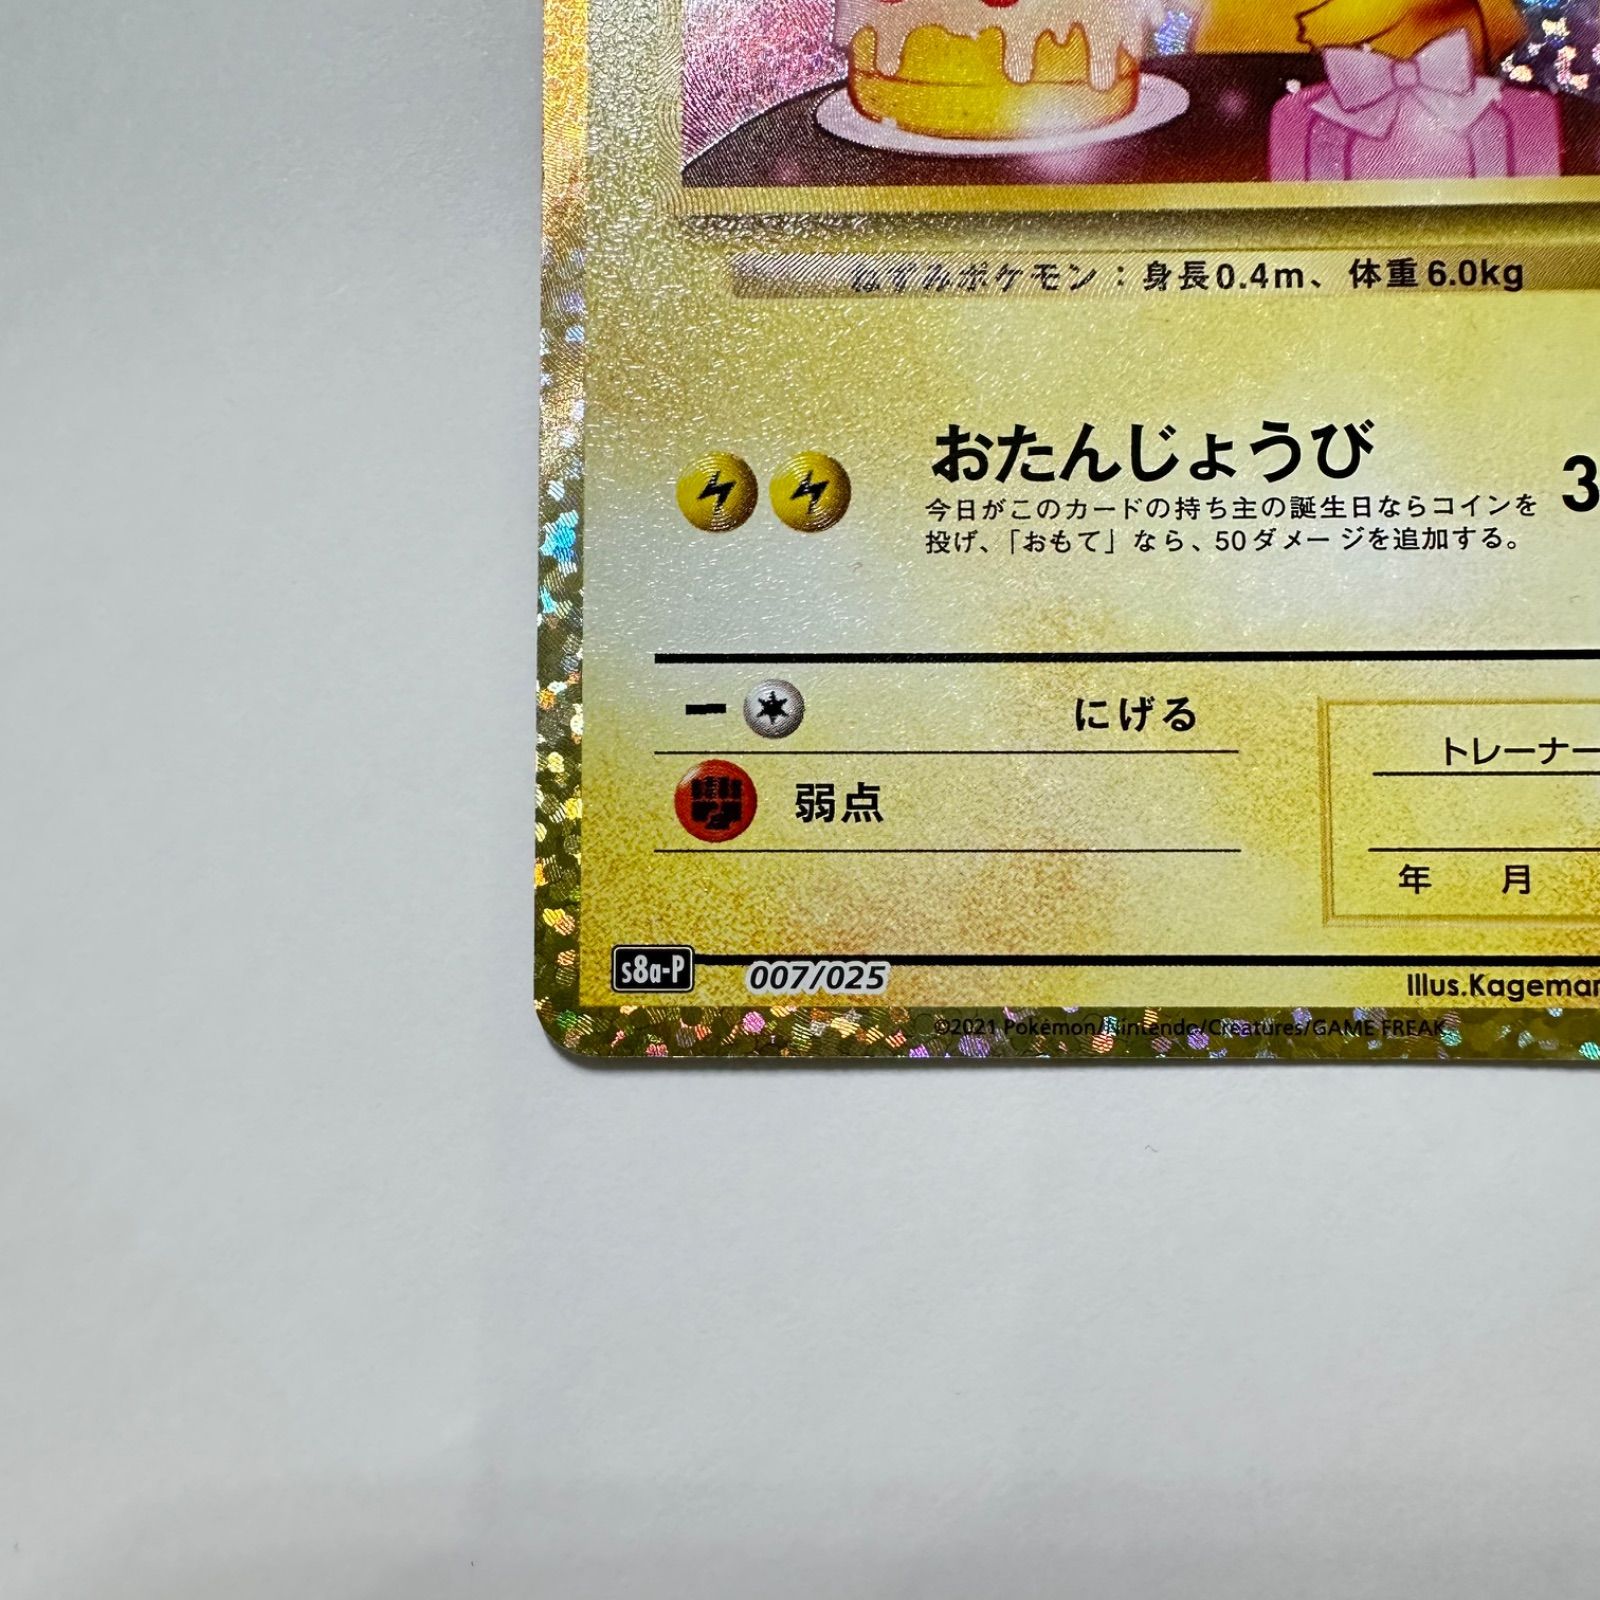 ねずみポケモン：身長0.4m、体重6.0kg
おたんじょうび 3
今日がこのカードの持ち主の誕生日ならコインを
投げ、「おもて」なら、50ダメージを追加する。
ー にげる
弱点
トレーナー
年 月
s8a-P 007/025
Illus.Kagemar
©2021 Pokémon/Nintendo/Creatures/GAME FREAK